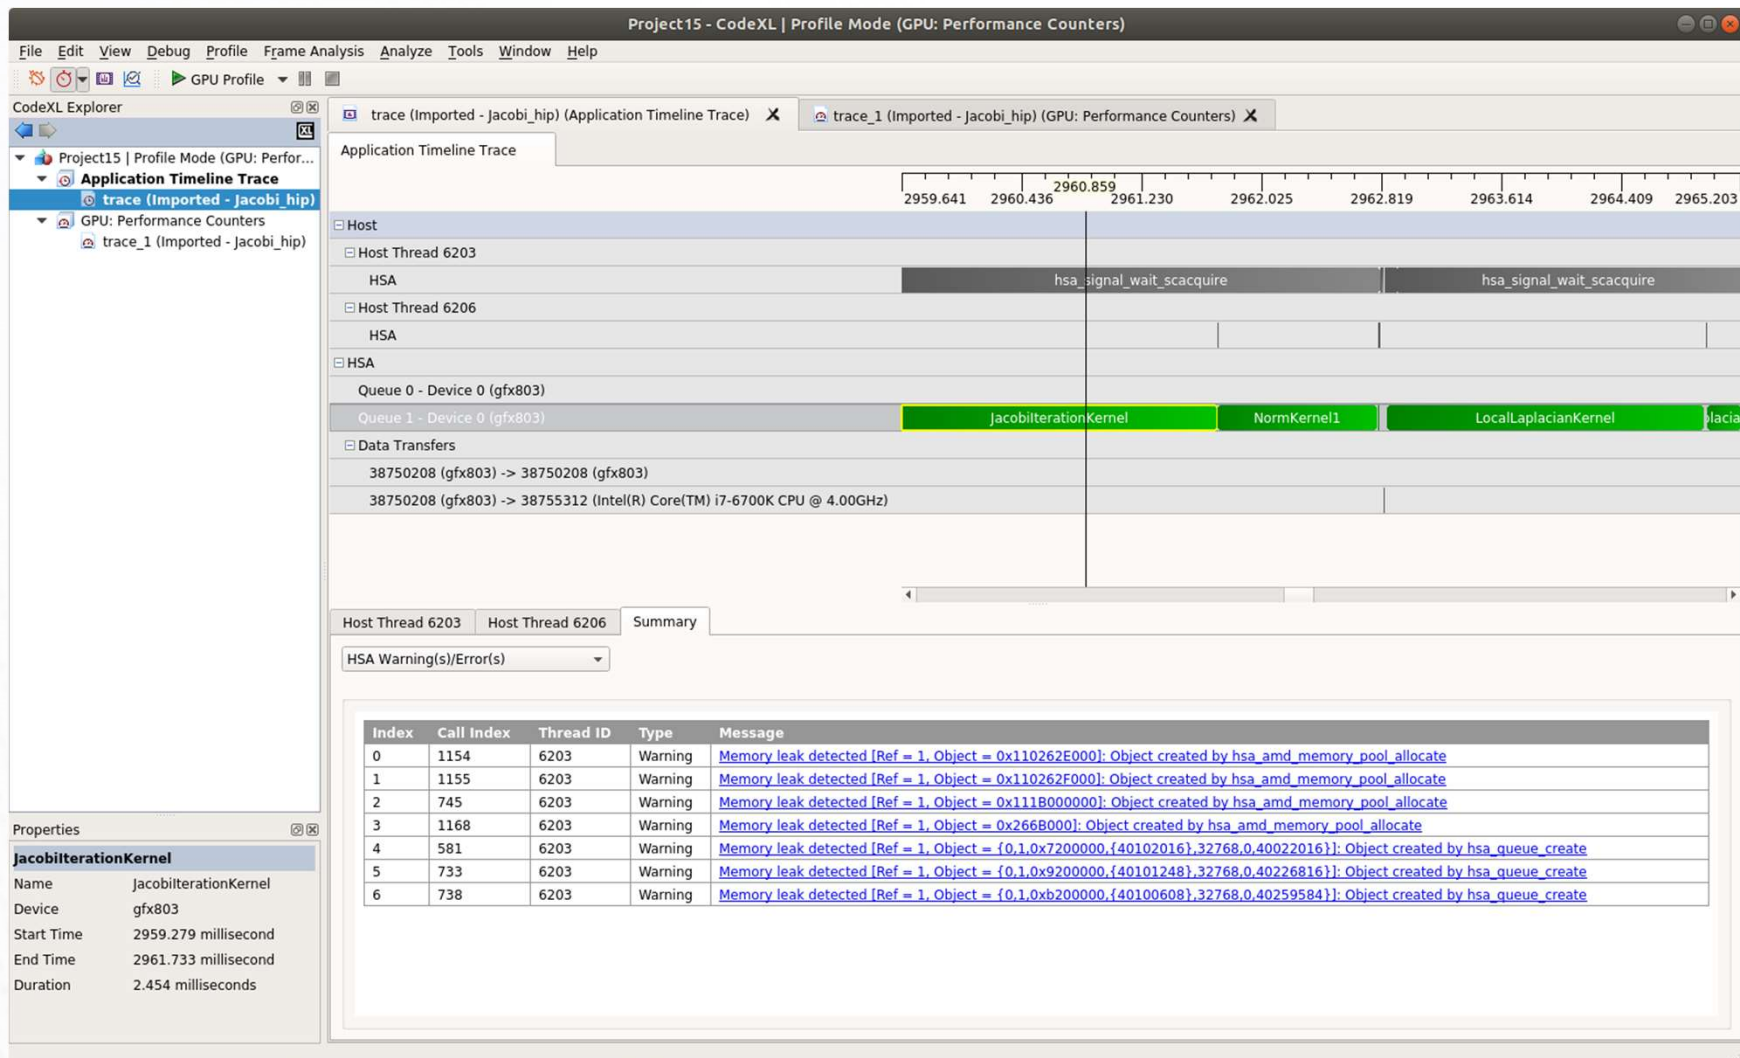 Project15 - CodeXL | Profile Mode (GPU: Performance Counters)
File Edit View Debug Profile Frame Analysis Analyze Tools Window Help
GPU Profile
CodeXL Explorer
XL
Project15 | Profile Mode (GPU: Perfor...
Application Timeline Trace
trace (Imported - Jacobi_hip)
GPU: Performance Counters
trace_1 (Imported - Jacobi_hip)
trace (Imported - Jacobi_hip) (Application Timeline Trace) trace_1 (Imported - Jacobi_hip) (GPU: Performance Counters)
Application Timeline Trace
2960.859
2959.641 2960.436 2961.230 2962.025 2962.819 2963.614 2964.409 2965.203
Host
Host Thread 6203
HSA hsa_signal_wait_scacquire hsa_signal_wait_scacquire
Host Thread 6206
HSA
HSA
Queue 0 - Device 0 (gfx803)
Queue 1 - Device 0 (gfx803) JacobiIterationKernel NormKernel1 LocalLaplacianKernel placia
Data Transfers
38750208 (gfx803) -> 38750208 (gfx803)
38750208 (gfx803) -> 38755312 (Intel(R) Core(TM) i7-6700K CPU @ 4.00GHz)
Host Thread 6203 Host Thread 6206 Summary
HSA Warning(s)/Error(s)
Index Call Index Thread ID Type Message
0 1154 6203 Warning Memory leak detected [Ref = 1, Object = 0x110262E000]: Object created by hsa_amd_memory_pool_allocate
1 1155 6203 Warning Memory leak detected [Ref = 1, Object = 0x110262F000]: Object created by hsa_amd_memory_pool_allocate
2 745 6203 Warning Memory leak detected [Ref = 1, Object = 0x111B000000]: Object created by hsa_amd_memory_pool_allocate
3 1168 6203 Warning Memory leak detected [Ref = 1, Object = 0x266B000]: Object created by hsa_amd_memory_pool_allocate
4 581 6203 Warning Memory leak detected [Ref = 1, Object = {0,1,0x7200000,{40102016},32768,0,40022016}]: Object created by hsa_queue_create
5 733 6203 Warning Memory leak detected [Ref = 1, Object = {0,1,0x9200000,{40101248},32768,0,40226816}]: Object created by hsa_queue_create
6 738 6203 Warning Memory leak detected [Ref = 1, Object = {0,1,0xb200000,{40100608},32768,0,40259584}]: Object created by hsa_queue_create
Properties
JacobiIterationKernel
Name JacobiIterationKernel
Device gfx803
Start Time 2959.279 millisecond
End Time 2961.733 millisecond
Duration 2.454 milliseconds